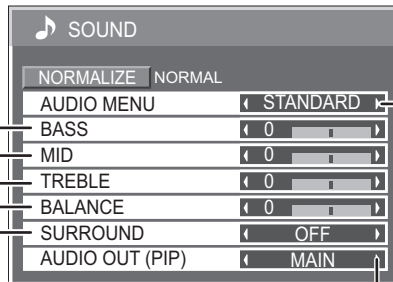 SOUND
NORMALIZE NORMAL
AUDIO MENU STANDARD
BASS 0
MID 0
TREBLE 0
BALANCE 0
SURROUND OFF
AUDIO OUT (PIP) MAIN